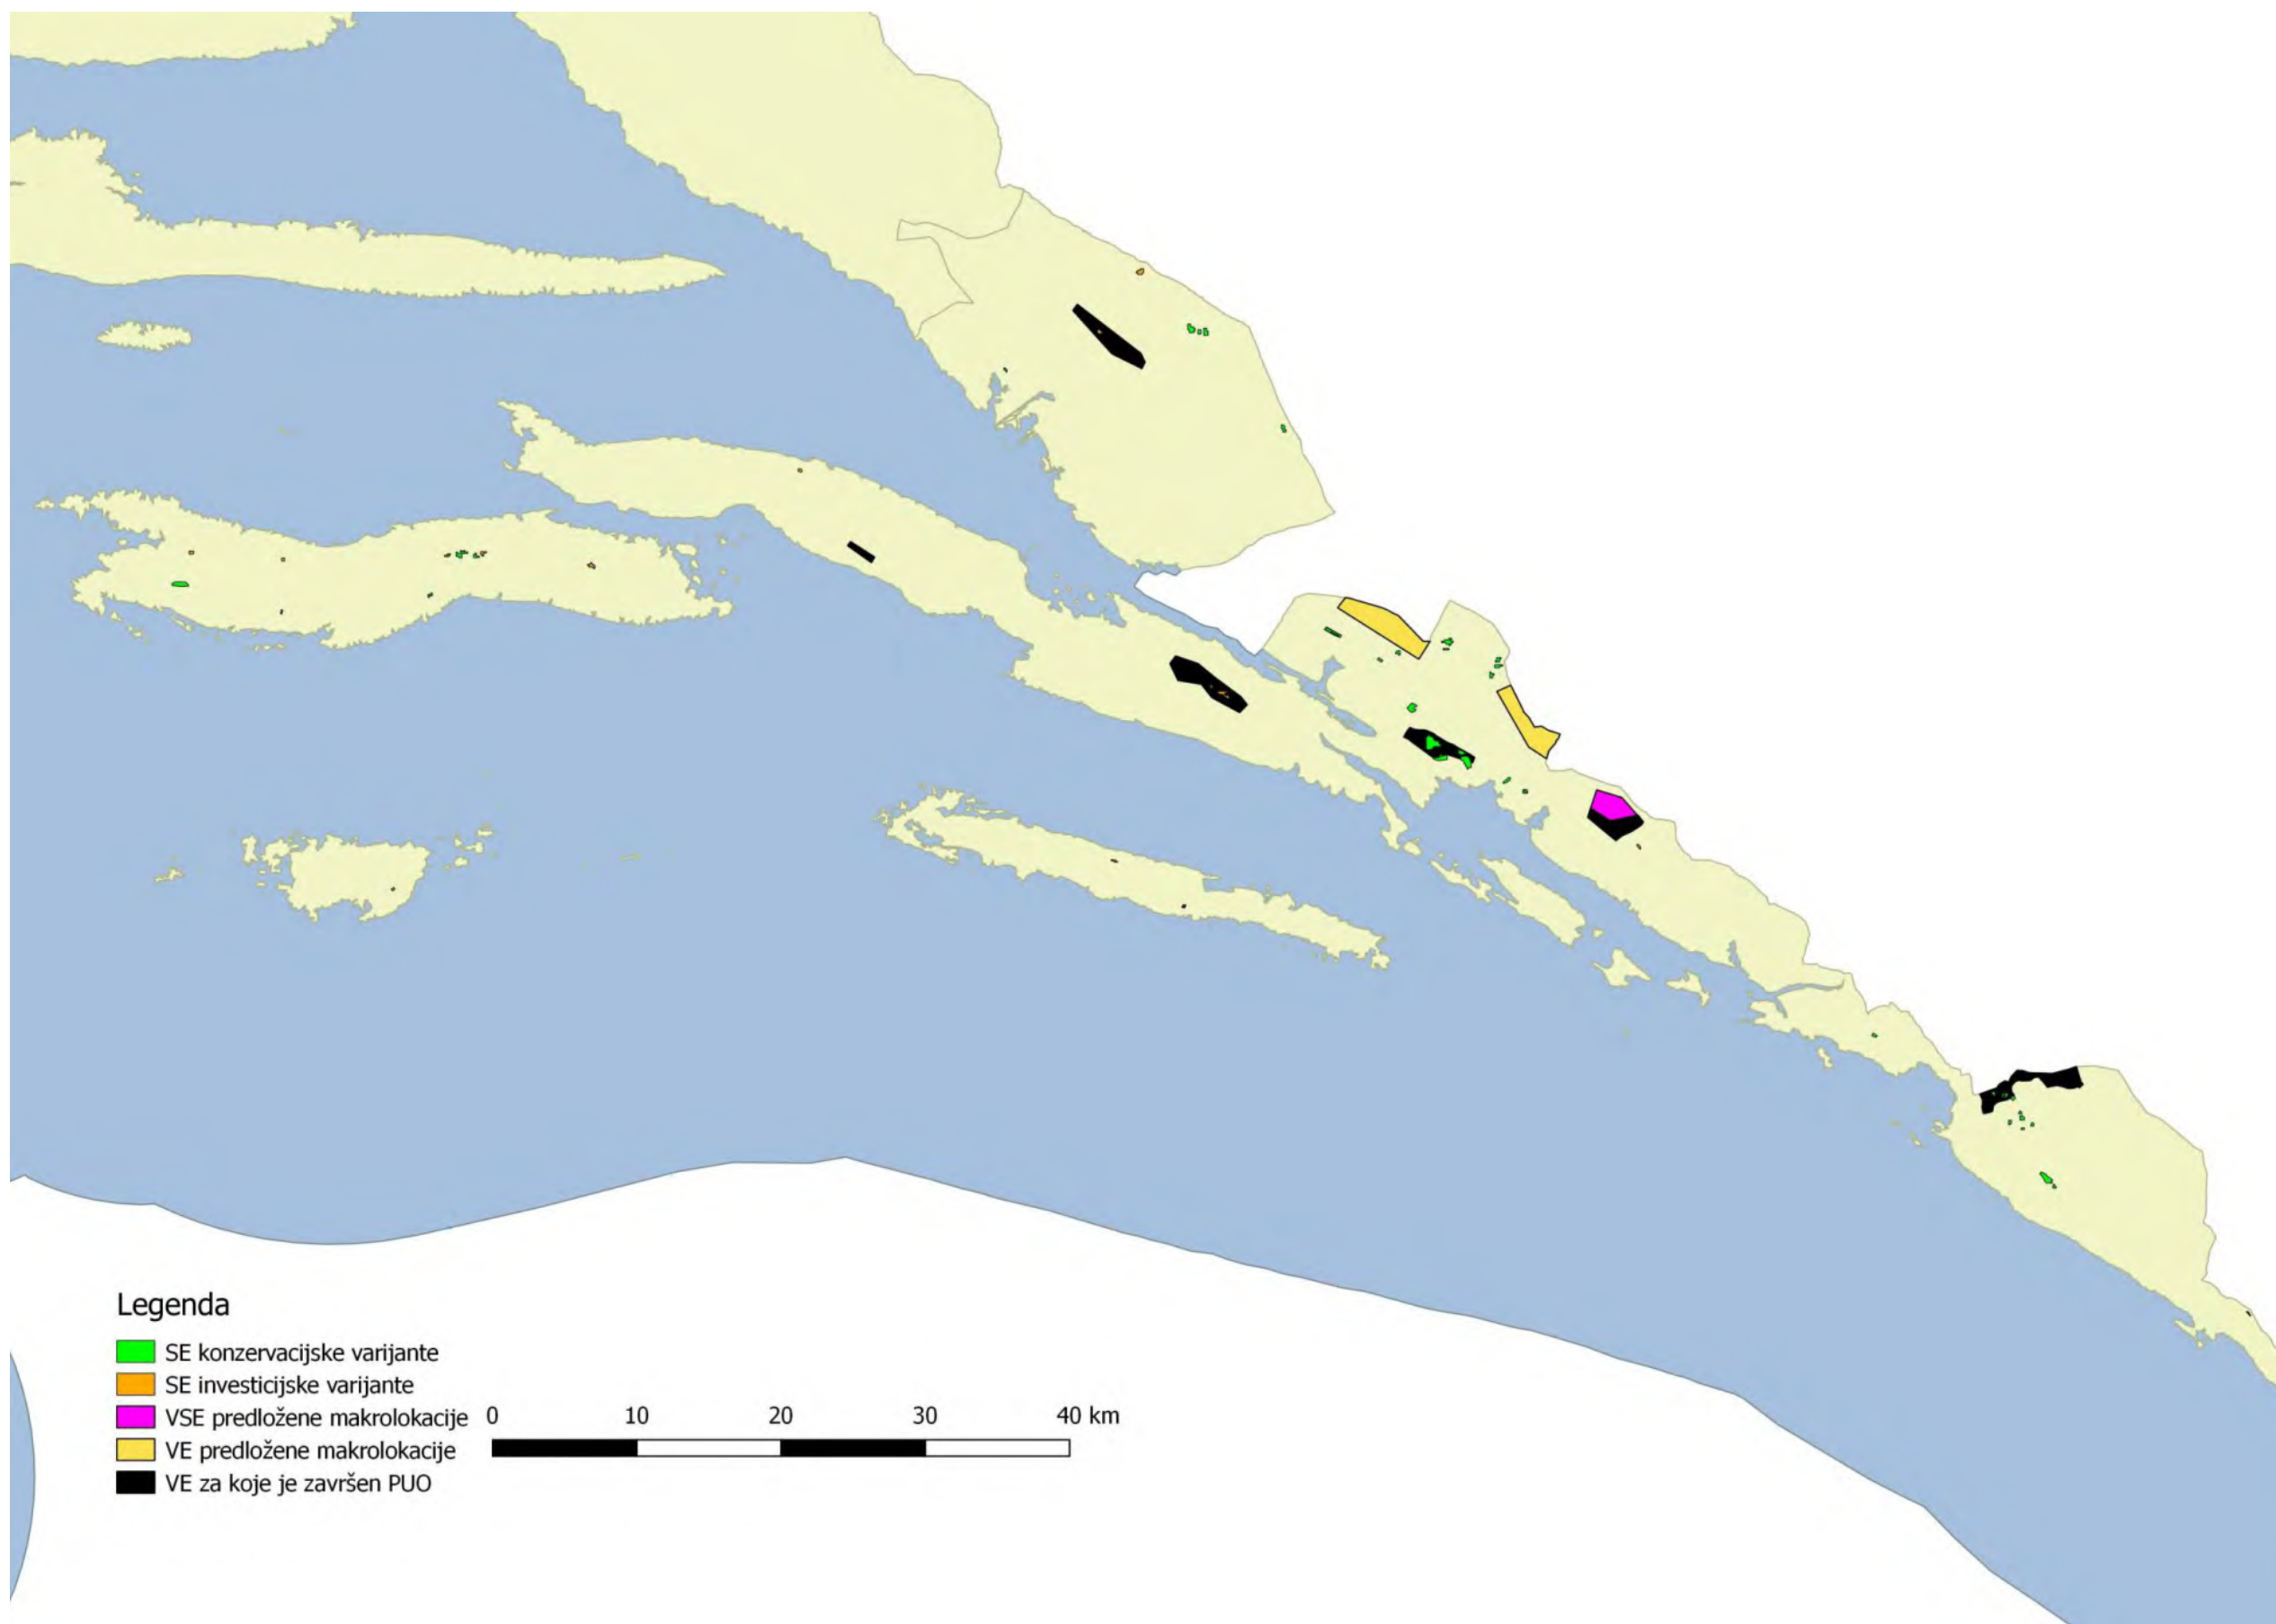 Legenda
SE konzervacijske varijante
SE investicijske varijante
VSE predložene makrolokacije
VE predložene makrolokacije
VE za koje je završen PUO
0 10 20 30 40 km